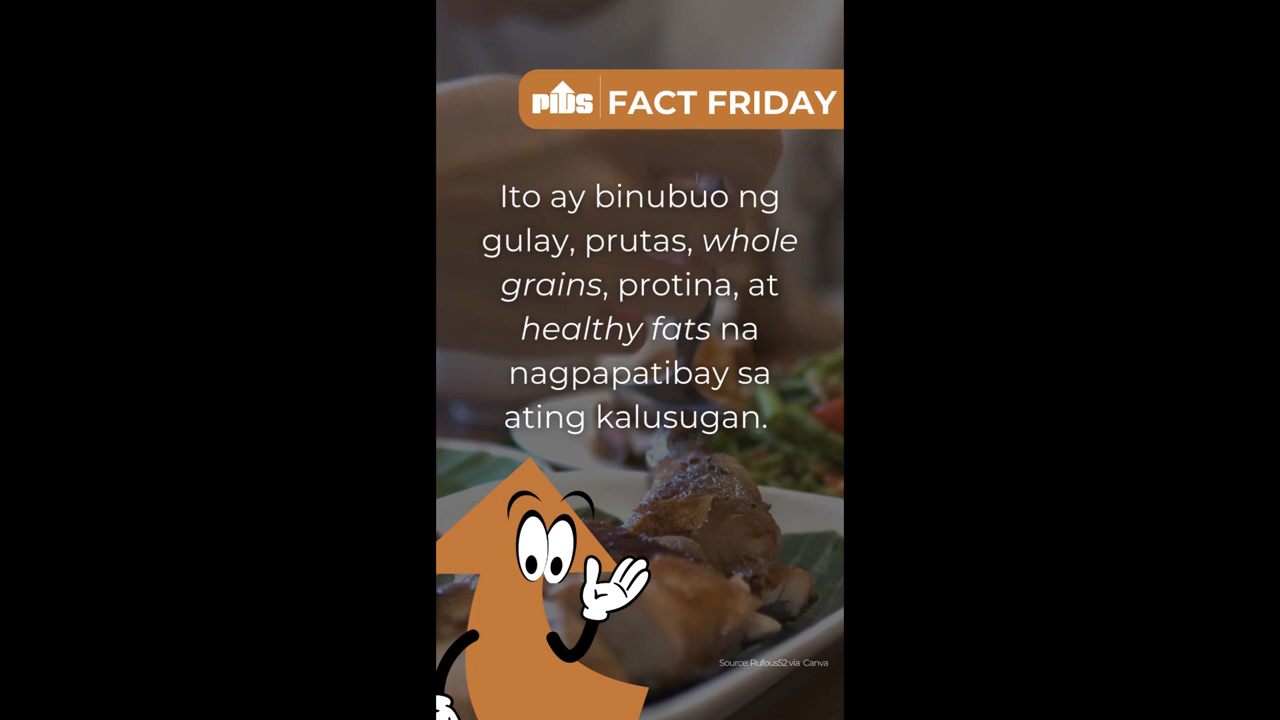 PIDS FACT FRIDAY
Ito ay binubuo ng
gulay, prutas, whole
grains, protina, at
healthy fats na
nagpapatibay sa
ating kalusugan.
Source: Rufous52 via Canva